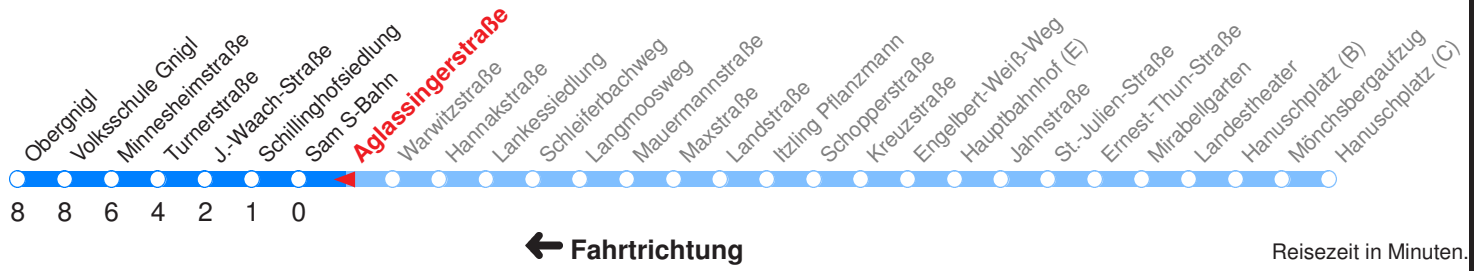 Obergnigl
Volksschule Gnigl
Minnesheimstraße
Turnerstraße
J.-Waach-Straße
Schillinghofsiedlung
Sam S-Bahn
Aglassingerstraße
Warwitzstraße
Hannakstraße
Lankessiedlung
Schleiferbachweg
Langmoosweg
Mauermannstraße
Maxstraße
Landstraße
Itzling Pflanzmann
Schopperstraße
Kreuzstraße
Engelbert-Weiß-Weg
Hauptbahnhof (E)
Jahnstraße
St.-Julien-Straße
Ernest-Thun-Straße
Mirabellgarten
Landestheater
Hanuschplatz (B)
Mönchsbergaufzug
Hanuschplatz (C)
8 8 6 4 2 1 0
Fahrtrichtung
Reisezeit in Minuten.